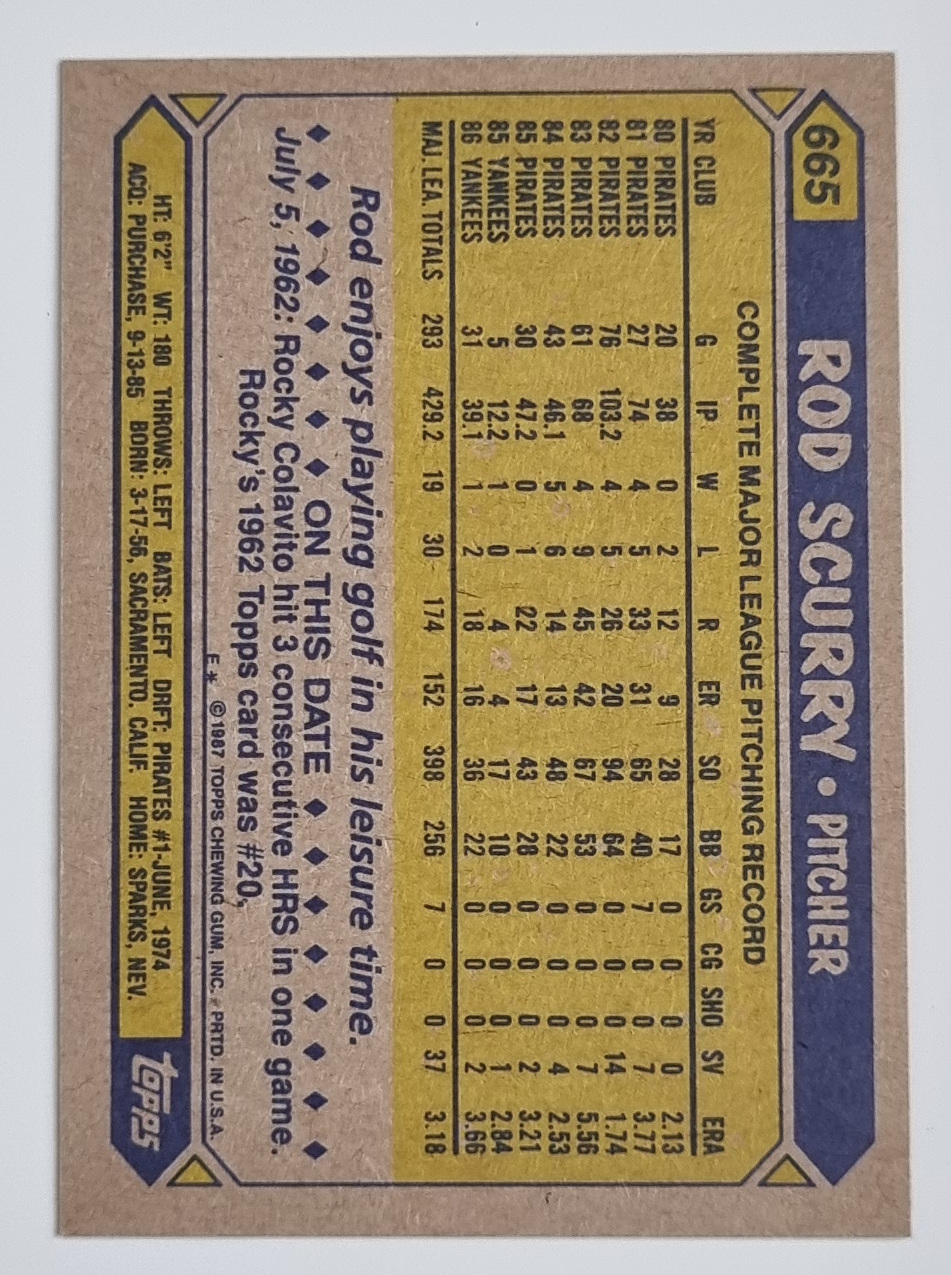 665 ROD SCURRY • PITCHER
COMPLETE MAJOR LEAGUE PITCHING RECORD
YR CLUB G IP W L R ER SO BB GS CG SHO SV ERA
80 PIRATES 20 38 0 2 12 9 28 17 0 0 0 0 2.13
81 PIRATES 27 74 4 5 33 31 65 40 7 0 0 7 3.77
82 PIRATES 76 103.2 4 5 26 20 94 64 0 0 0 14 1.74
83 PIRATES 61 68 4 9 45 42 67 53 0 0 0 7 5.56
84 PIRATES 43 46.1 5 6 14 13 48 22 0 0 0 4 2.53
85 PIRATES 30 47.2 0 1 22 17 43 28 0 0 0 2 3.21
85 YANKEES 5 12.2 1 0 4 4 17 10 0 0 0 1 2.84
86 YANKEES 31 39.1 1 2 18 16 36 22 0 0 0 2 3.66
MAJ. LEA. TOTALS 293 429.2 19 30 174 152 398 256 7 0 0 37 3.18
Rod enjoys playing golf in his leisure time.
◆ ◆ ◆ ◆ ◆ ◆ ◆ ◆ ON THIS DATE ◆ ◆ ◆ ◆ ◆ ◆ ◆ ◆
July 5, 1962: Rocky Colavito hit 3 consecutive HRS in one game.
Rocky's 1962 Topps card was #20.
E* © 1987 TOPPS CHEWING GUM, INC. PRTD. IN U.S.A.
HT: 6'2" WT: 180 THROWS: LEFT BATS: LEFT DRFT: PIRATES #1-JUNE, 1974
ACQ: PURCHASE, 9-13-85 BORN: 3-17-56, SACRAMENTO, CALIF. HOME: SPARKS, NEV.
topps